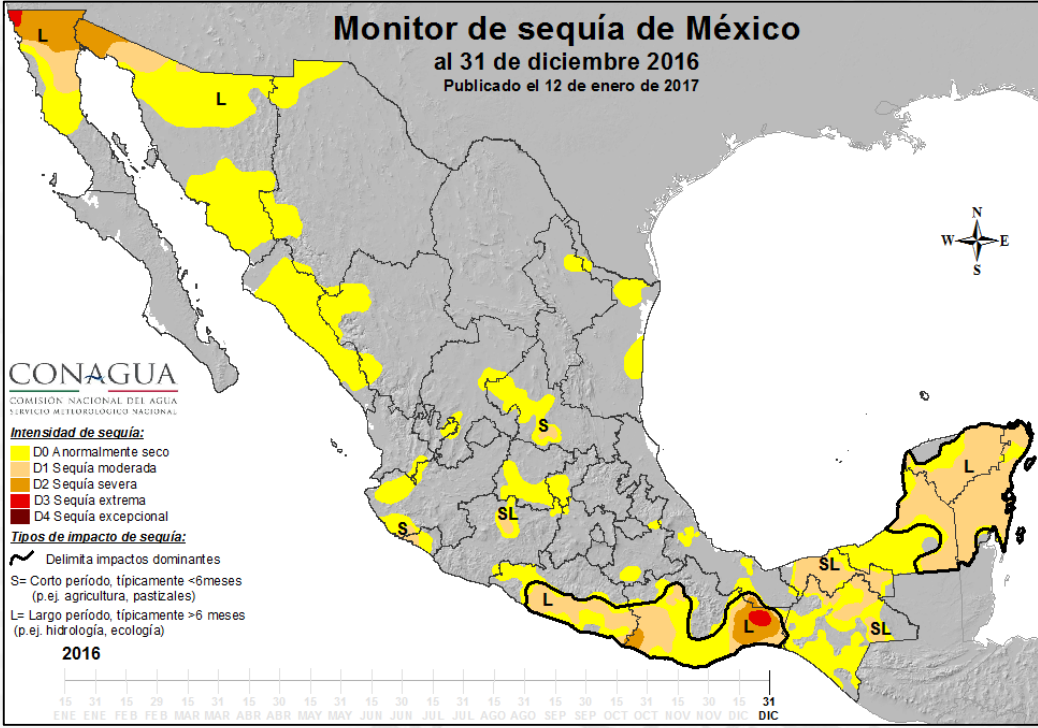 Monitor de sequía de México
al 31 de diciembre 2016
Publicado el 12 de enero de 2017
L
L
N
W E
S
CONAGUA
COMISIÓN NACIONAL DEL AGUA
SERVICIO METEOROLÓGICO NACIONAL
Intensidad de sequía:
D0 Anormalmente seco
D1 Sequía moderada
D2 Sequía severa
D3 Sequía extrema
D4 Sequía excepcional
Tipos de impacto de sequía:
Delimita impactos dominantes
S= Corto período, típicamente <6meses
(p.ej. agricultura, pastizales)
L= Largo período, típicamente >6 meses
(p.ej. hidrología, ecología)
S
L
SL
S
SL
L
L
SL
2016
15 31 15 29 15 31 15 30 15 31 15 30 15 31 15 31 15 30 15 31 15 30 15 31
ENE ENE FEB FEB MAR MAR ABR ABR MAY MAY JUN JUN JUL JUL AGO AGO SEP SEP OCT OCT NOV NOV DIC DIC